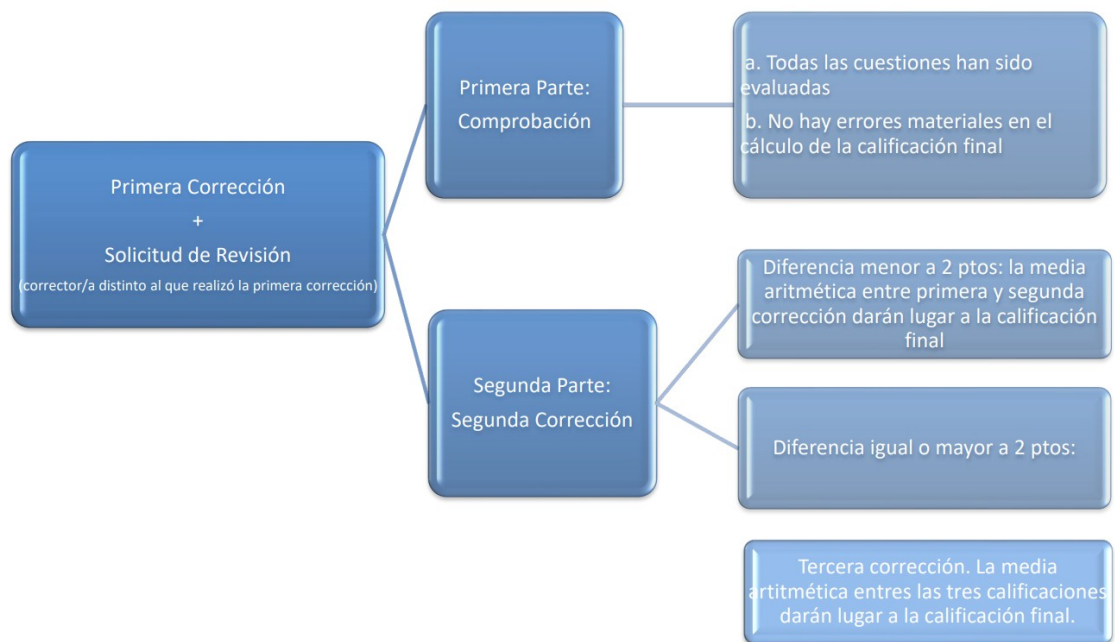 Primera Corrección
+
Solicitud de Revisión
(corrector/a distinto al que realizó la primera corrección)
Primera Parte:
Comprobación
a. Todas las cuestiones han sido
evaluadas
b. No hay errores materiales en el
cálculo de la calificación final
Segunda Parte:
Segunda Corrección
Diferencia menor a 2 ptos: la media
aritmética entre primera y segunda
corrección darán lugar a la calificación
final
Diferencia igual o mayor a 2 ptos:
Tercera corrección. La media
artitmética entres las tres calificaciones
darán lugar a la calificación final.